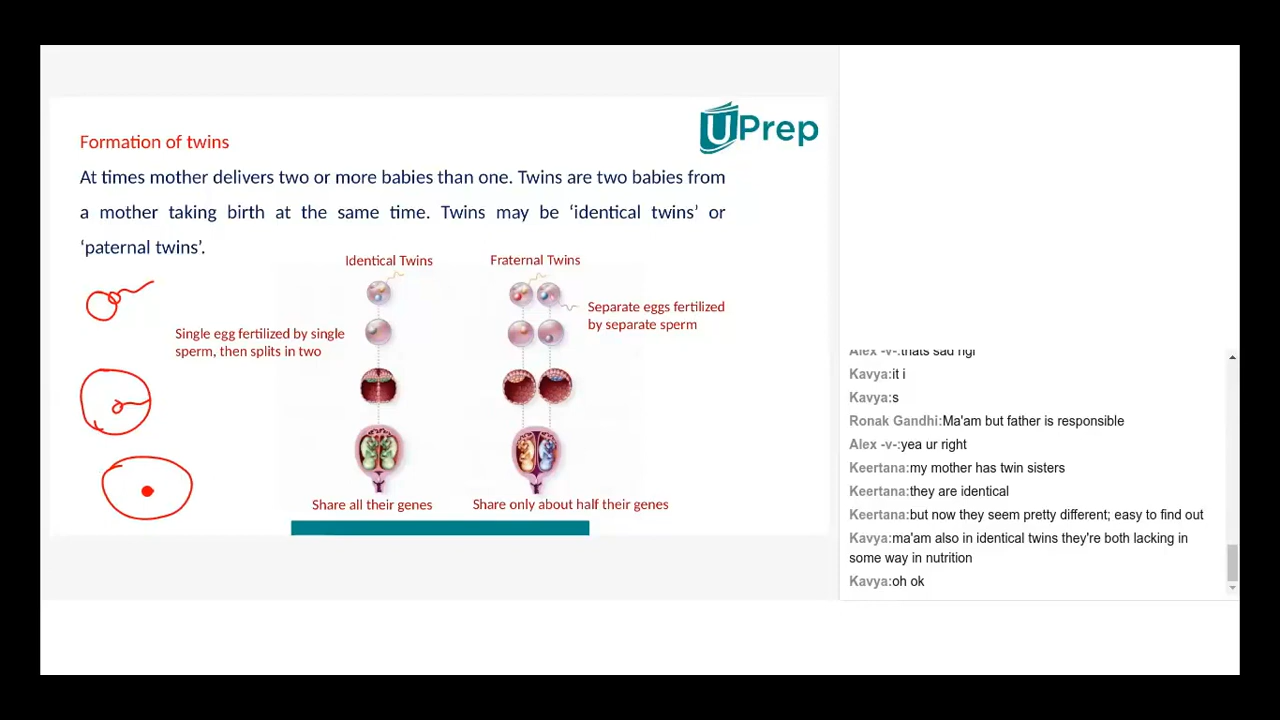 UPrep
Formation of twins
At times mother delivers two or more babies than one. Twins are two babies from
a mother taking birth at the same time. Twins may be ‘identical twins’ or
‘paternal twins’.
Identical Twins
Fraternal Twins
Separate eggs fertilized
by separate sperm
Single egg fertilized by single
sperm, then splits in two
Share all their genes
Share only about half their genes
Alex -v-:thats sad
Kavya:it i
Kavya:s
Ronak Gandhi:Ma'am but father is responsible
Alex -v-:yea ur right
Keertana:my mother has twin sisters
Keertana:they are identical
Keertana:but now they seem pretty different; easy to find out
Kavya:ma'am also in identical twins they're both lacking in
some way in nutrition
Kavya:oh ok